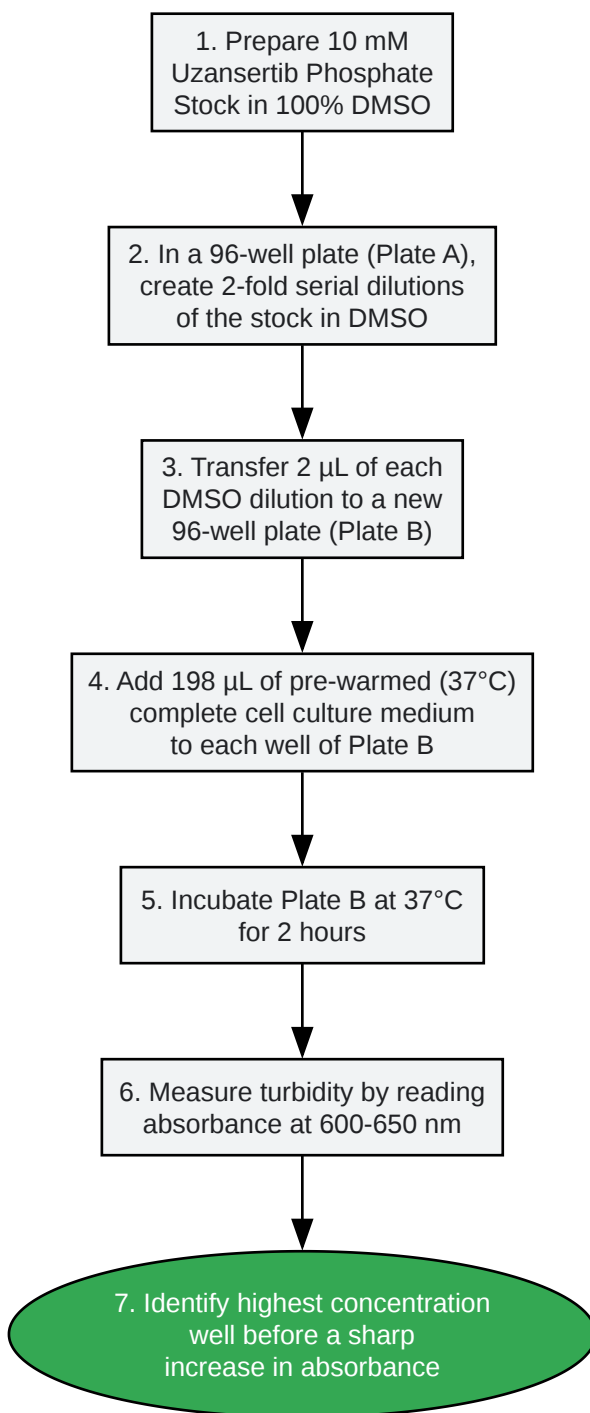 1. Prepare 10 mM
Uzansertib Phosphate
Stock in 100% DMSO
2. In a 96-well plate (Plate A),
create 2-fold serial dilutions
of the stock in DMSO
3. Transfer 2 µL of each
DMSO dilution to a new
96-well plate (Plate B)
4. Add 198 µL of pre-warmed (37°C)
complete cell culture medium
to each well of Plate B
5. Incubate Plate B at 37°C
for 2 hours
6. Measure turbidity by reading
absorbance at 600-650 nm
7. Identify highest concentration
well before a sharp
increase in absorbance